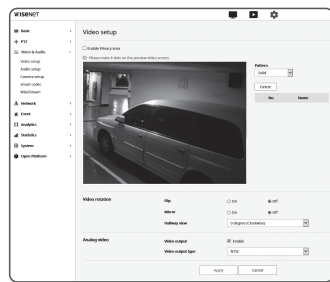 WISENET
Basic
PTZ
Video & Audio
Video setup
Audio setup
Camera setup
Smart codec
WiseStream
Network
Event
Analytics
Statistics
System
Open Platform
Video setup
Enable Privacy area
Please make 4 dots on the preview video screen.
Pattern
Solid
Delete
No. Name
Video rotation
Flip On Off
Mirror On Off
Hallway view 0 degree (Clockwise)
Analog video
Video output Enable
Video output type NTSC
Apply Cancel